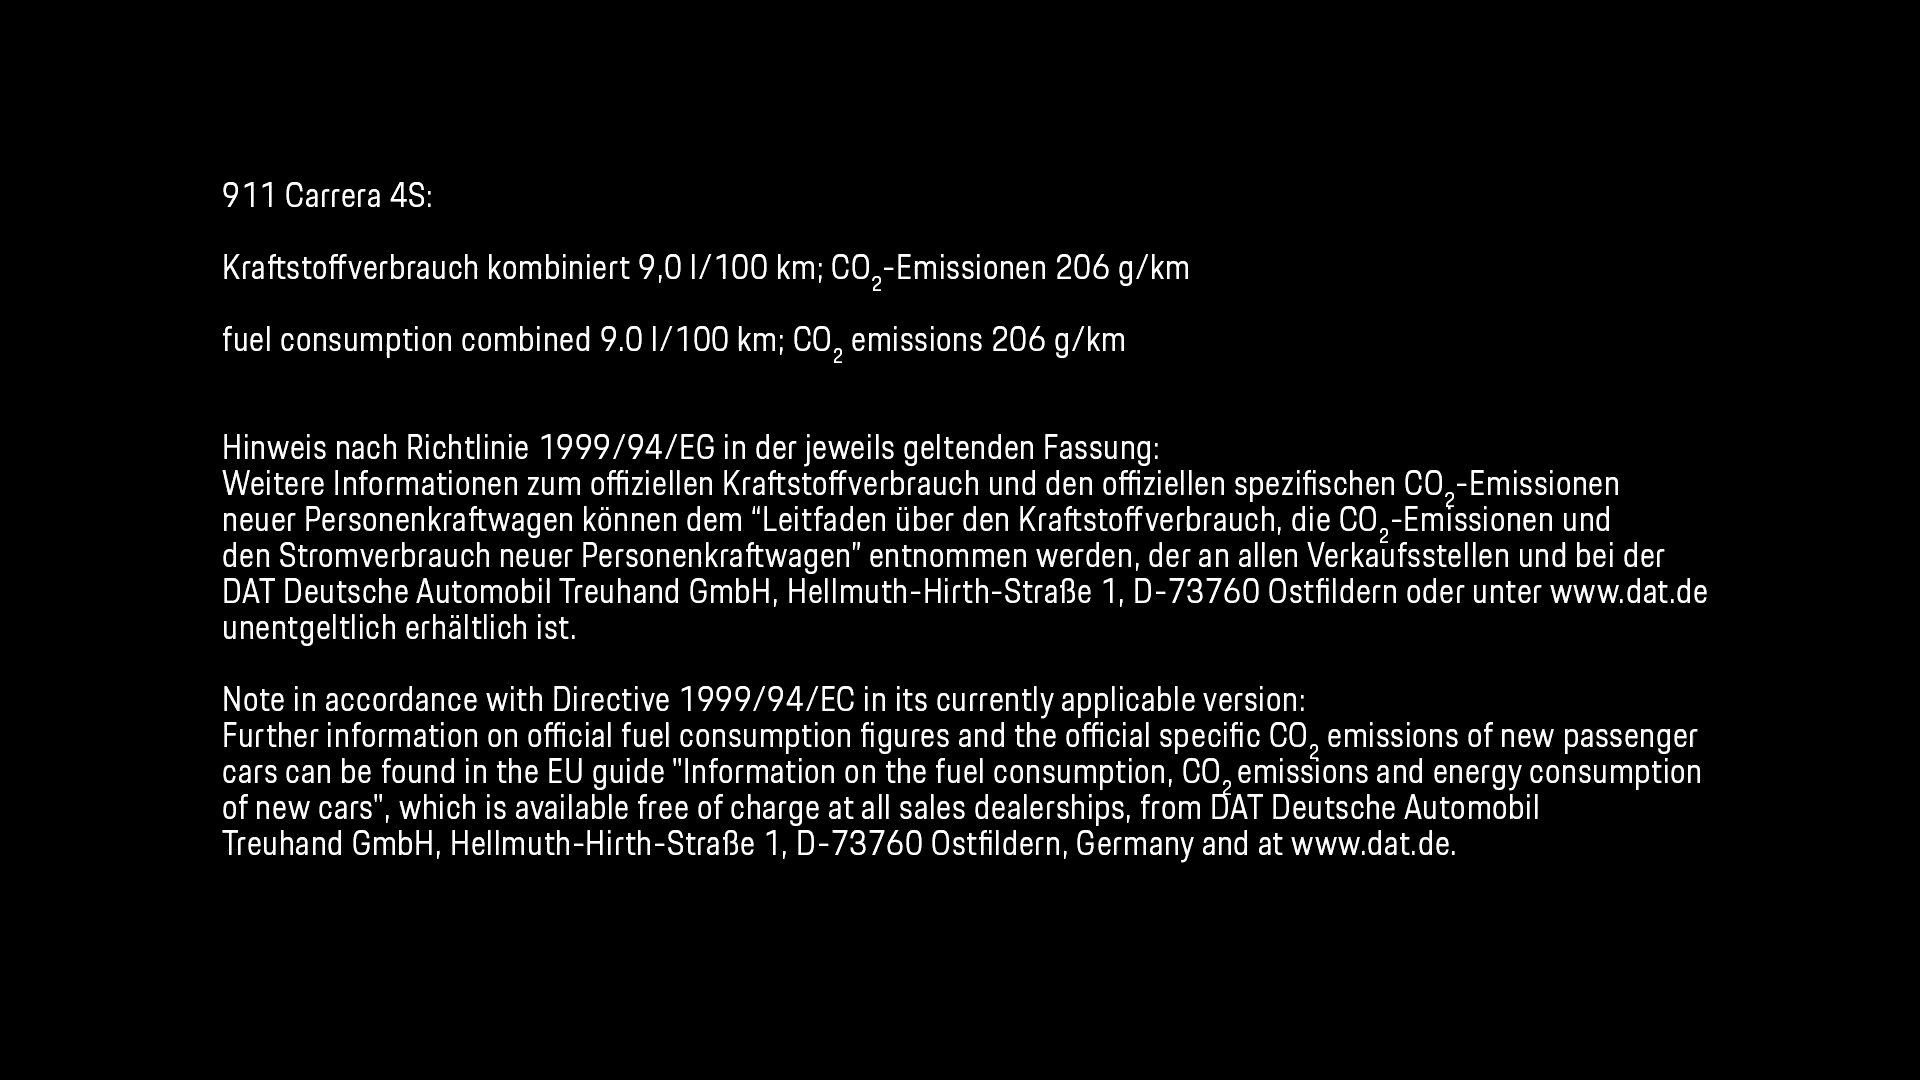 911 Carrera 4S:
Kraftstoffverbrauch kombiniert 9,0 l/100 km; CO₂-Emissionen 206 g/km
fuel consumption combined 9.0 l/100 km; CO₂ emissions 206 g/km
Hinweis nach Richtlinie 1999/94/EG in der jeweils geltenden Fassung:
Weitere Informationen zum offiziellen Kraftstoffverbrauch und den offiziellen spezifischen CO₂-Emissionen
neuer Personenkraftwagen können dem “Leitfaden über den Kraftstoffverbrauch, die CO₂-Emissionen und
den Stromverbrauch neuer Personenkraftwagen” entnommen werden, der an allen Verkaufsstellen und bei der
DAT Deutsche Automobil Treuhand GmbH, Hellmuth-Hirth-Straße 1, D-73760 Ostfildern oder unter www.dat.de
unentgeltlich erhältlich ist.
Note in accordance with Directive 1999/94/EC in its currently applicable version:
Further information on official fuel consumption figures and the official specific CO₂ emissions of new passenger
cars can be found in the EU guide "Information on the fuel consumption, CO₂ emissions and energy consumption
of new cars", which is available free of charge at all sales dealerships, from DAT Deutsche Automobil
Treuhand GmbH, Hellmuth-Hirth-Straße 1, D-73760 Ostfildern, Germany and at www.dat.de.